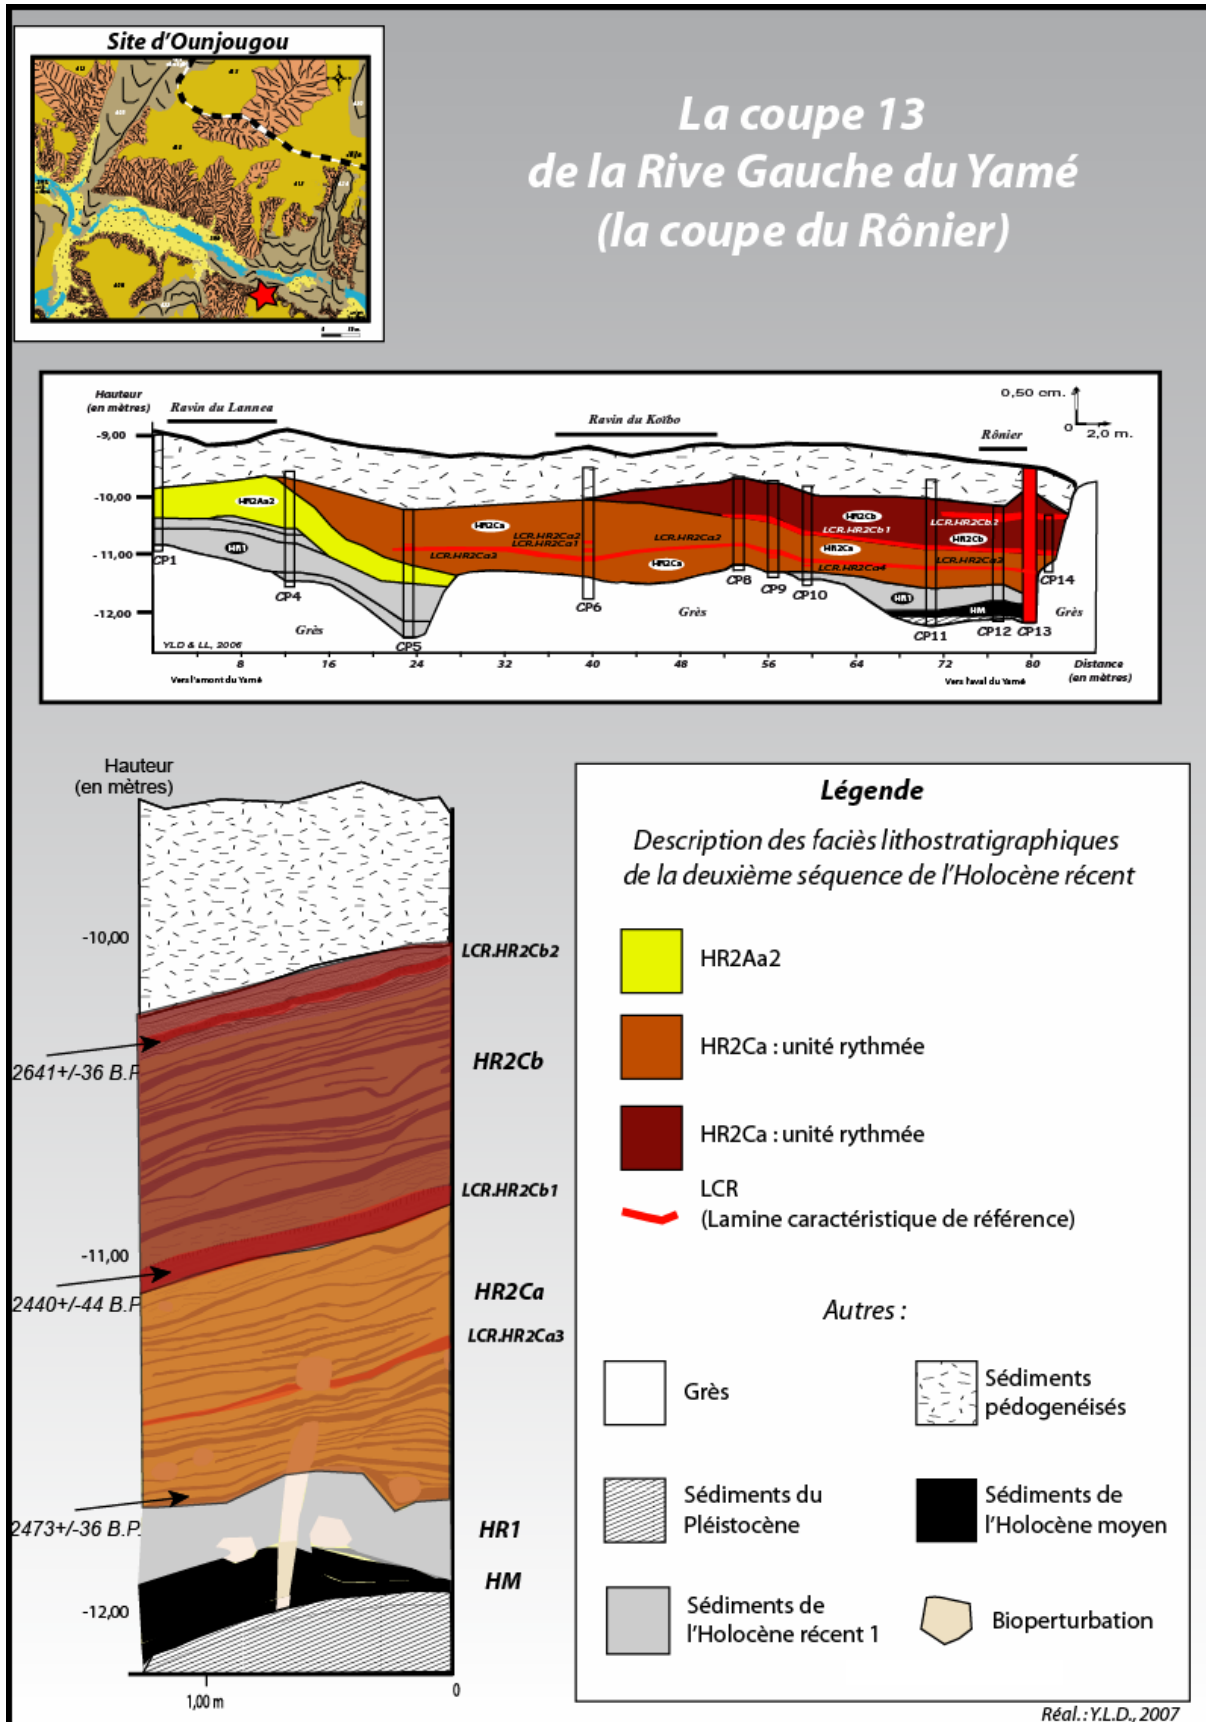 Site d'Ounjougou
La coupe 13
de la Rive Gauche du Yamé
(la coupe du Rônier)
Hauteur
(en mètres)
Ravin du Lannea
Ravin du Koïbo
Rônier
0,50 cm.
0
2,0 m.
-9,00
-10,00
-11,00
-12,00
HR2Aa2
HR1
HR2Ca
LCR.HR2Ca2
LCR.HR2Ca1
LCR.HR2Ca3
HR2Ca
LCR.HR2Ca3
HR2Cb
LCR.HR2Cb1
LCR.HR2Cb2
HR2Cb
HR2Ca
LCR.HR2Ca3
LCR.HR2Ca4
HR1
HM
CP1
CP4
CP5
CP6
CP8
CP9
CP10
CP11
CP12
CP13
CP14
Grès
Grès
Grès
YLD & LL, 2006
8
16
24
32
40
48
56
64
72
80
Distance
(en mètres)
Vers l'amont du Yamé
Vers l'aval du Yamé
Hauteur
(en mètres)
-10,00
-11,00
-12,00
2641+/-36 B.P
2440+/-44 B.P
2473+/-36 B.P.
LCR.HR2Cb2
HR2Cb
LCR.HR2Cb1
HR2Ca
LCR.HR2Ca3
HR1
HM
1,00 m
0
Légende
Description des faciès lithostratigraphiques
de la deuxième séquence de l'Holocène récent
HR2Aa2
HR2Ca : unité rythmée
HR2Ca : unité rythmée
LCR
(Lamine caractéristique de référence)
Autres :
Grès
Sédiments
pédogenéisés
Sédiments du
Pléistocène
Sédiments de
l'Holocène moyen
Sédiments de
l'Holocène récent 1
Bioperturbation
Réal. : Y.L.D., 2007